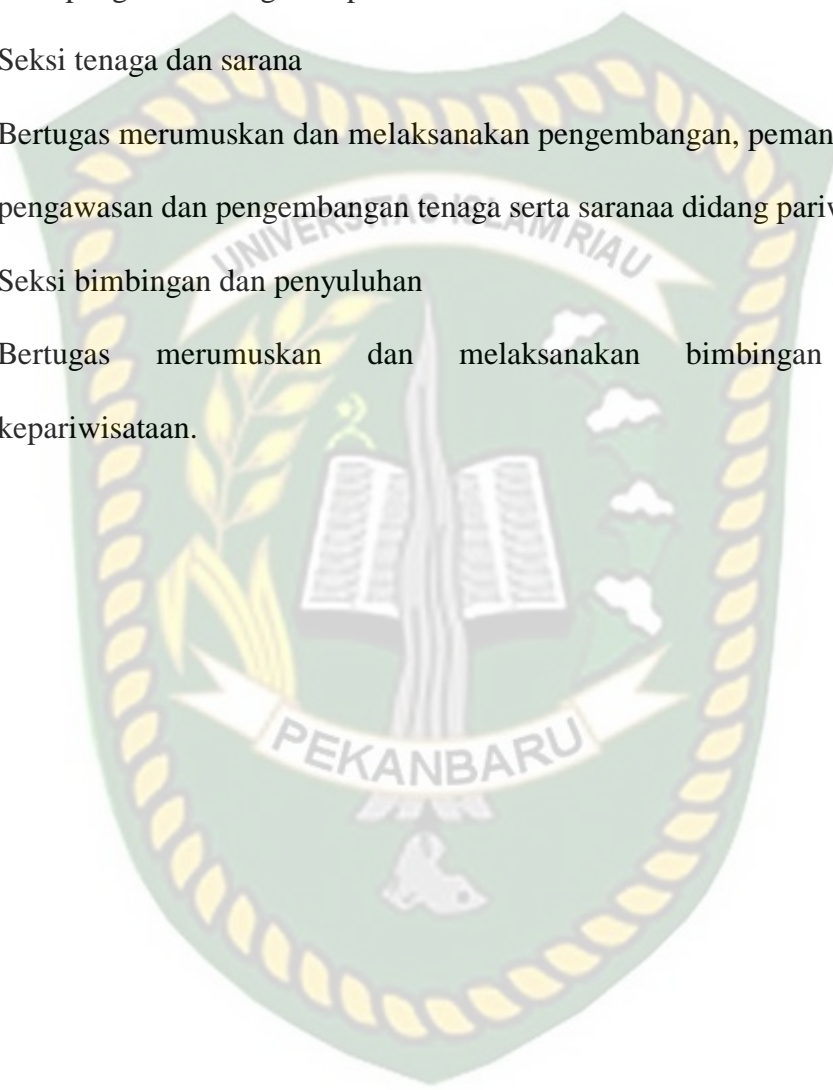 Seksi tenaga dan sarana
Bertugas merumuskan dan melaksanakan pengembangan, peman
pengawasan dan pengembangan tenaga serta saranaa didang pariw
UNIVERSITAS ISLAM RIAU
Seksi bimbingan dan penyuluhan
Bertugas merumuskan dan melaksanakan bimbingan
kepariwisataan.
PEKANBARU